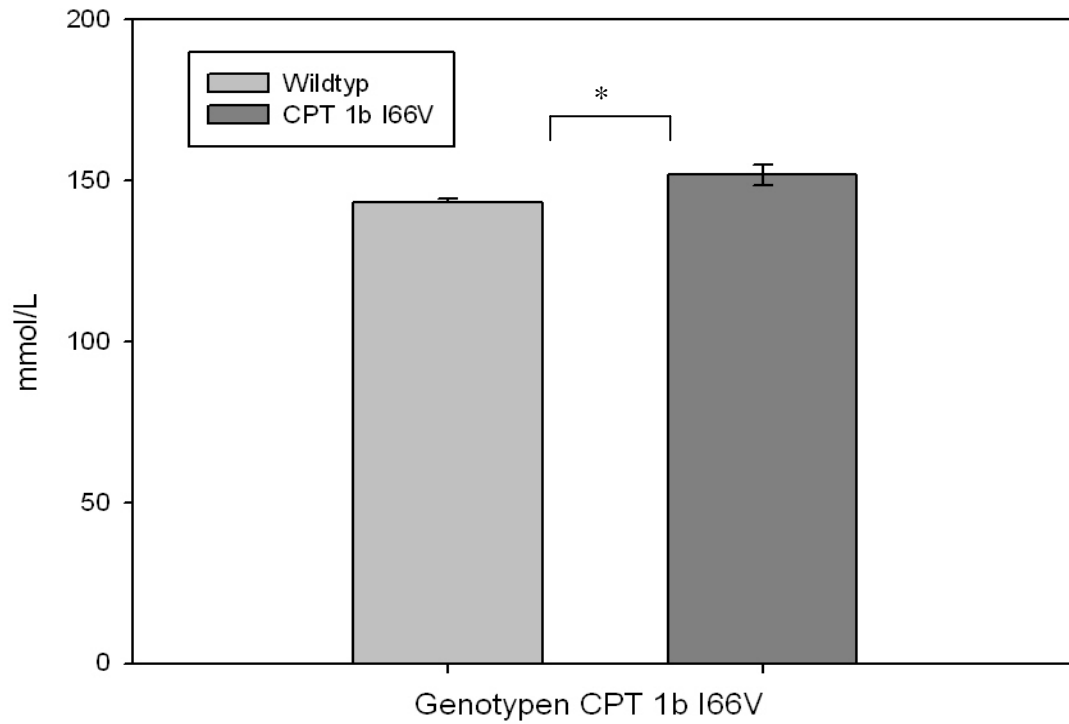 200
Wildtyp
CPT 1b I66V
*
150
mmol/L
100
50
0
Genotypen CPT 1b I66V